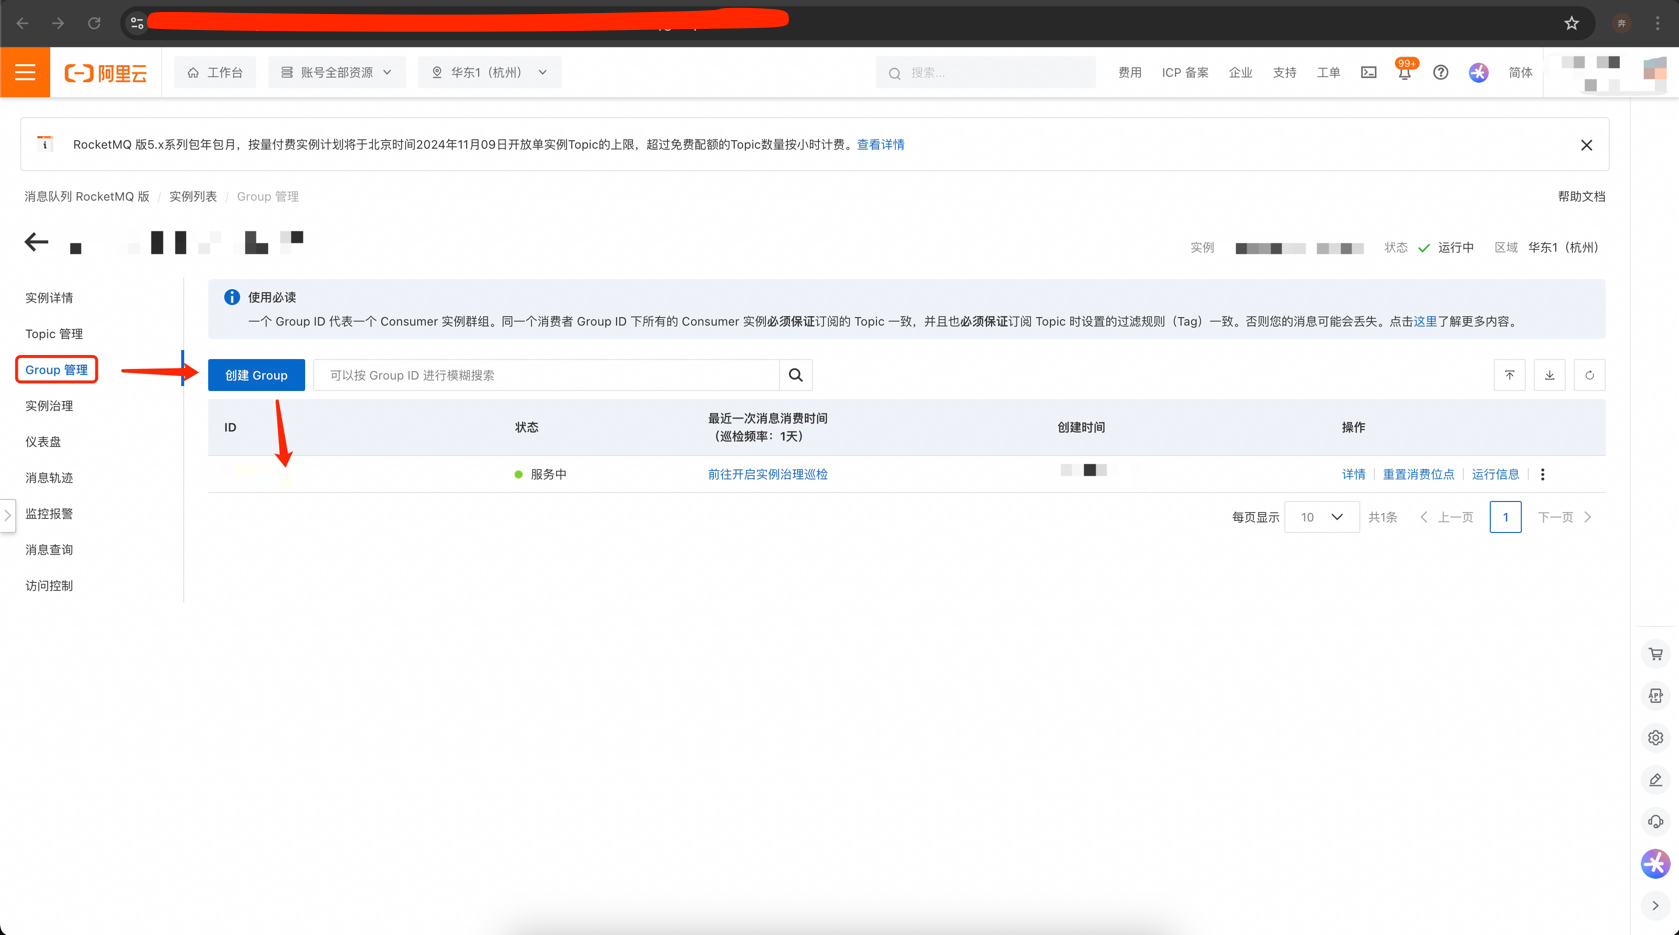 阿里云
工作台
账号全部资源
华东1（杭州）
搜索...
费用
ICP 备案
企业
支持
工单
99+
简体
RocketMQ 版5.x系列包年包月，按量付费实例计划将于北京时间2024年11月09日开放单实例Topic的上限，超过免费配额的Topic数量按小时计费。查看详情
消息队列 RocketMQ 版 / 实例列表 / Group 管理
帮助文档
实例
状态 运行中
区域 华东1（杭州）
实例详情
Topic 管理
Group 管理
实例治理
仪表盘
消息轨迹
监控报警
消息查询
访问控制
使用必读
一个 Group ID 代表一个 Consumer 实例群组。同一个消费者 Group ID 下所有的 Consumer 实例必须保证订阅的 Topic 一致，并且也必须保证订阅 Topic 时设置的过滤规则（Tag）一致。否则您的消息可能会丢失。点击这里了解更多内容。
创建 Group
可以按 Group ID 进行模糊搜索
ID
状态
最近一次消息消费时间
（巡检频率：1天）
创建时间
操作
服务中
前往开启实例治理巡检
详情
重置消费位点
运行信息
每页显示
10
共1条
上一页
1
下一页
奔
API